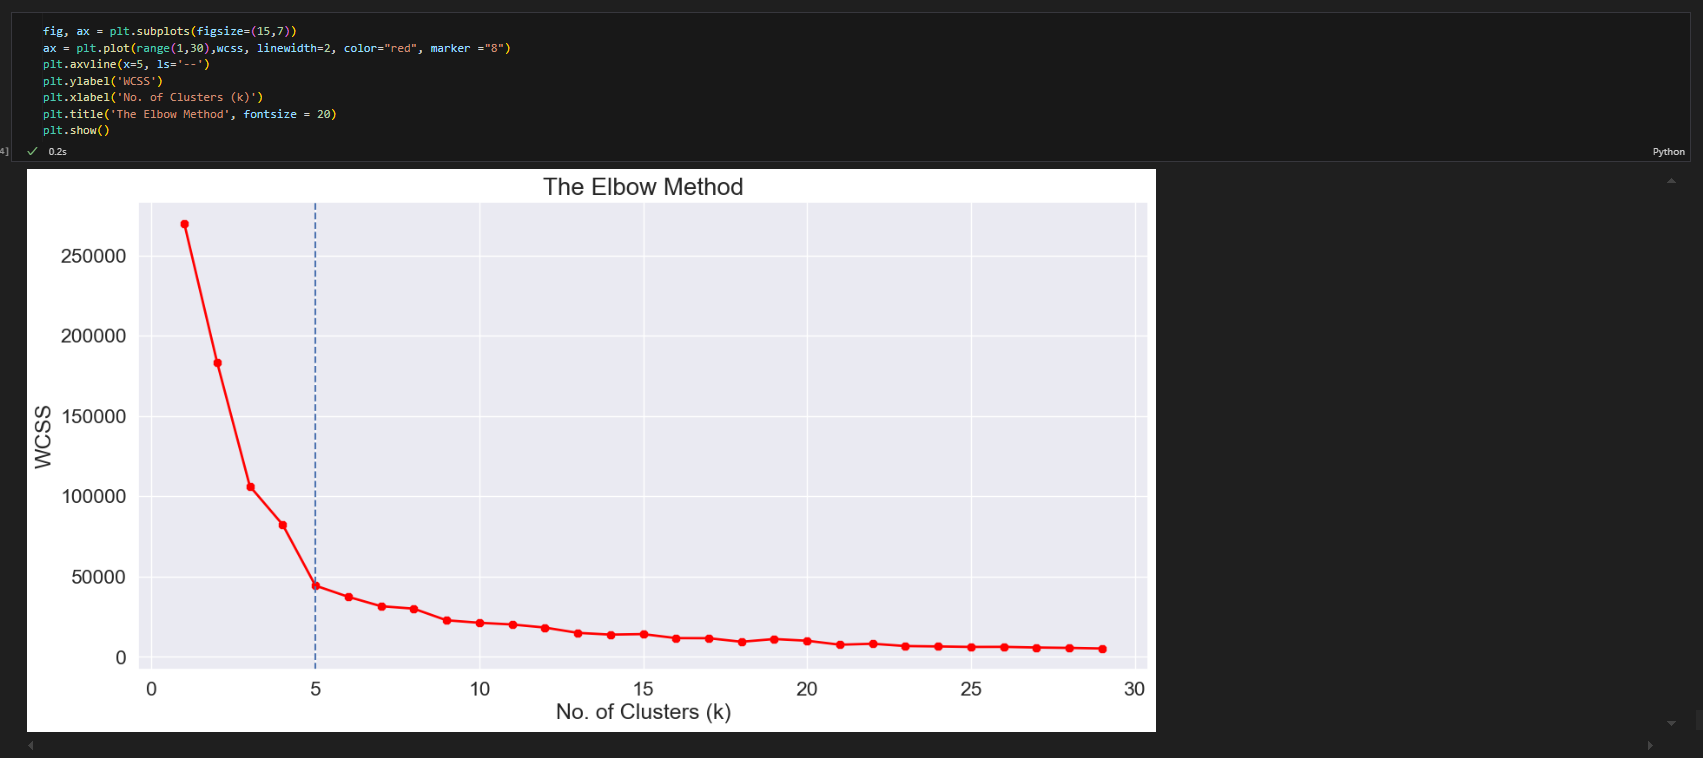 fig, ax = plt.subplots(figsize=(15,7))
ax = plt.plot(range(1,30),wcss, linewidth=2, color="red", marker ="8")
plt.axvline(x=5, ls='--')
plt.ylabel('WCSS')
plt.xlabel('No. of Clusters (k)')
plt.title('The Elbow Method', fontsize = 20)
plt.show()
4] 0.2s Python
The Elbow Method
250000
200000
150000
100000
50000
0
WCSS
0 5 10 15 20 25 30
No. of Clusters (k)